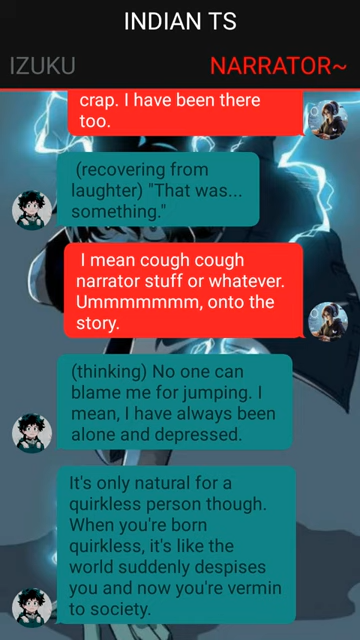 INDIAN TS
IZUKU
NARRATOR~
crap. I have been there
too.
(recovering from
laughter) "That was...
something."
I mean cough cough
narrator stuff or whatever.
Ummmmmmm, onto the
story.
(thinking) No one can
blame me for jumping. I
mean, I have always been
alone and depressed.
It's only natural for a
quirkless person though.
When you're born
quirkless, it's like the
world suddenly despises
you and now you're vermin
to society.